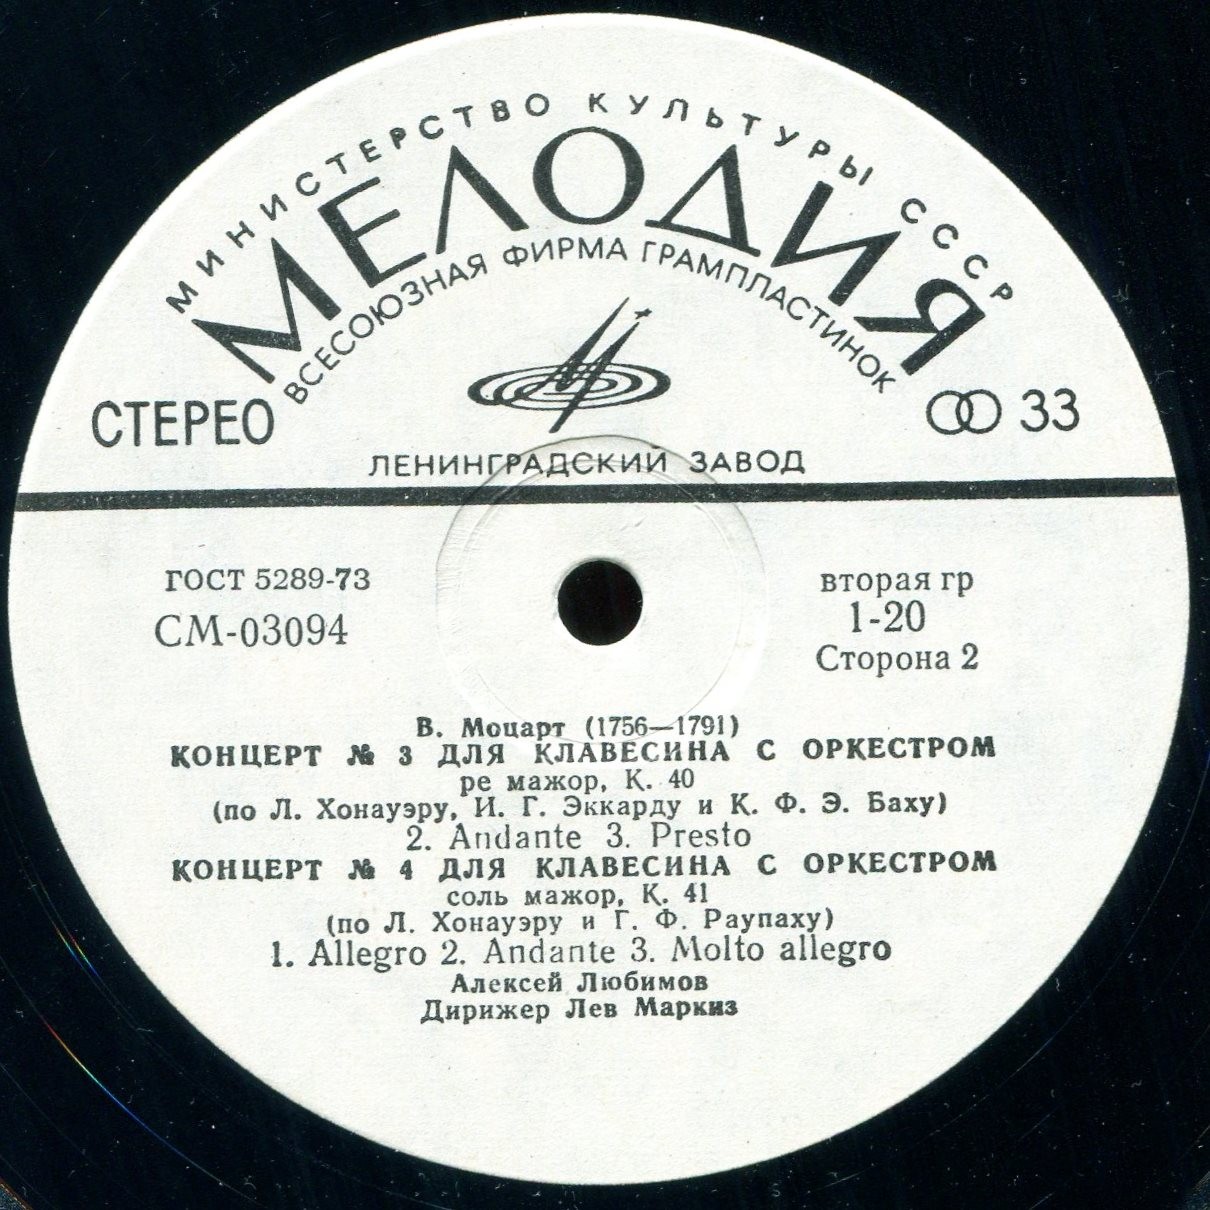 МИНИСТЕРСТВО КУЛЬТУРЫ СССР
МЕЛОДИЯ
ВСЕСОЮЗНАЯ ФИРМА ГРАМПЛАСТИНОК
СТЕРЕО
33
ЛЕНИНГРАДСКИЙ ЗАВОД
ГОСТ 5289-73
СМ-03094
вторая гр
1-20
Сторона 2
В. Моцарт (1756—1791)
КОНЦЕРТ № 3 ДЛЯ КЛАВЕСИНА С ОРКЕСТРОМ
ре мажор, К. 40
(по Л. Хонауэру, И. Г. Эккарду и К. Ф. Э. Баху)
2. Andante 3. Presto
КОНЦЕРТ № 4 ДЛЯ КЛАВЕСИНА С ОРКЕСТРОМ
соль мажор, К. 41
(по Л. Хонауэру и Г. Ф. Раупаху)
1. Allegro 2. Andante 3. Molto allegro
Алексей Любимов
Дирижер Лев Маркиз